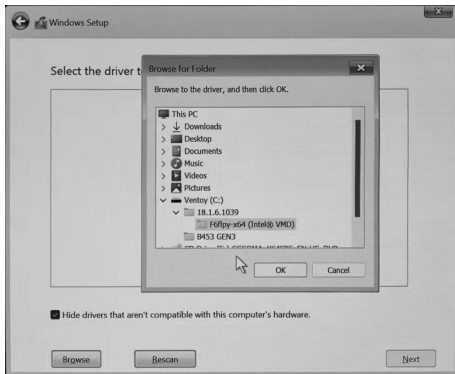 Windows Setup
Select the driver t
Browse for Folder
Browse to the driver, and then click OK.
This PC
Downloads
Desktop
Documents
Music
Videos
Pictures
Ventoy (C:)
18.1.6.1039
F6flpy-x64 (Intel® VMD)
8453 GEN3
OK Cancel
Hide drivers that aren't compatible with this computer's hardware.
Browse Rescan Next